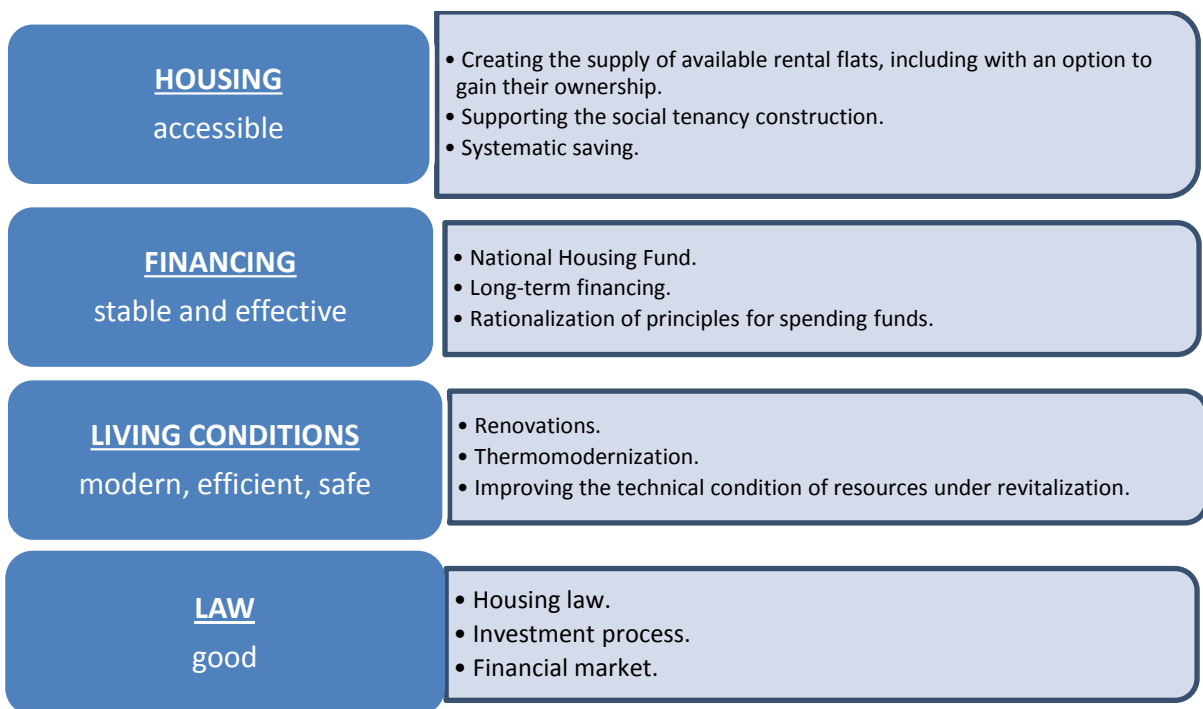 HOUSING
accessible
• Creating the supply of available rental flats, including with an option to
gain their ownership.
• Supporting the social tenancy construction.
• Systematic saving.
FINANCING
stable and effective
• National Housing Fund.
• Long-term financing.
• Rationalization of principles for spending funds.
LIVING CONDITIONS
modern, efficient, safe
• Renovations.
• Thermomodernization.
• Improving the technical condition of resources under revitalization.
LAW
good
• Housing law.
• Investment process.
• Financial market.